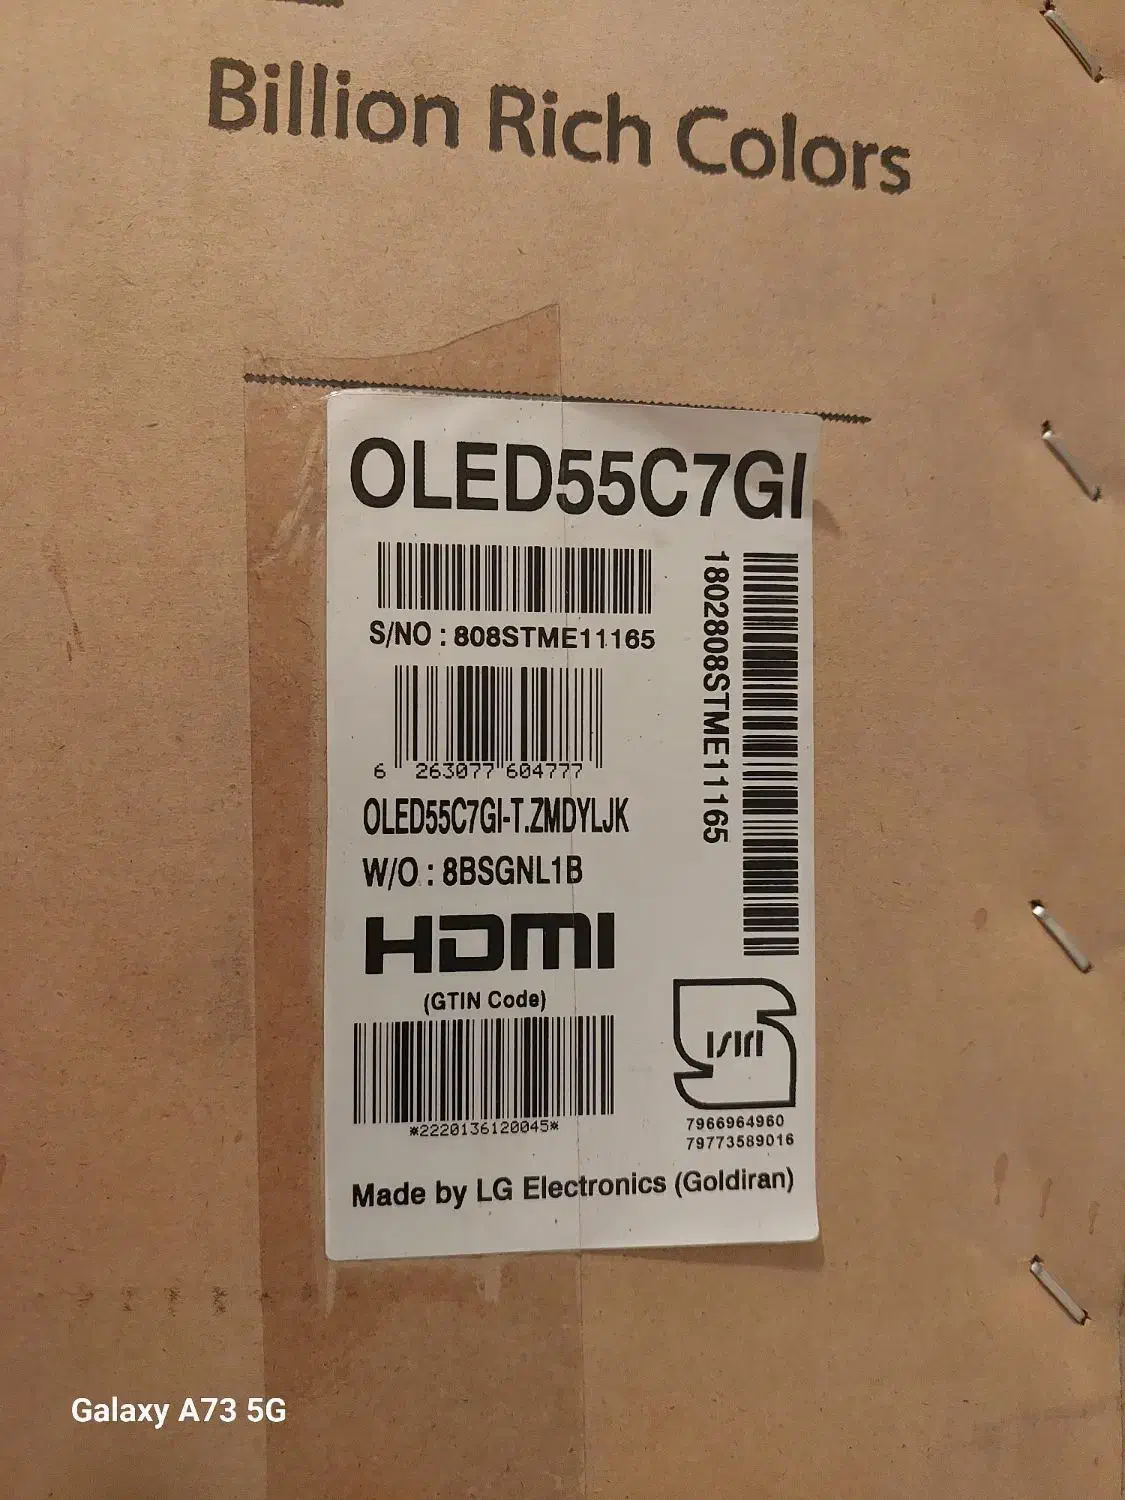 Billion Rich Colors
OLED55C7GI
S/NO : 808STME11165
1802808STME11165
6 263077 604777
OLED55C7GI-T.ZMDYLJK
W/O : 8BSGNL1B
HDMI
(GTIN Code)
*2220136120045*
ISIRI
7966964960
79773589016
Made by LG Electronics (Goldiran)
Galaxy A73 5G